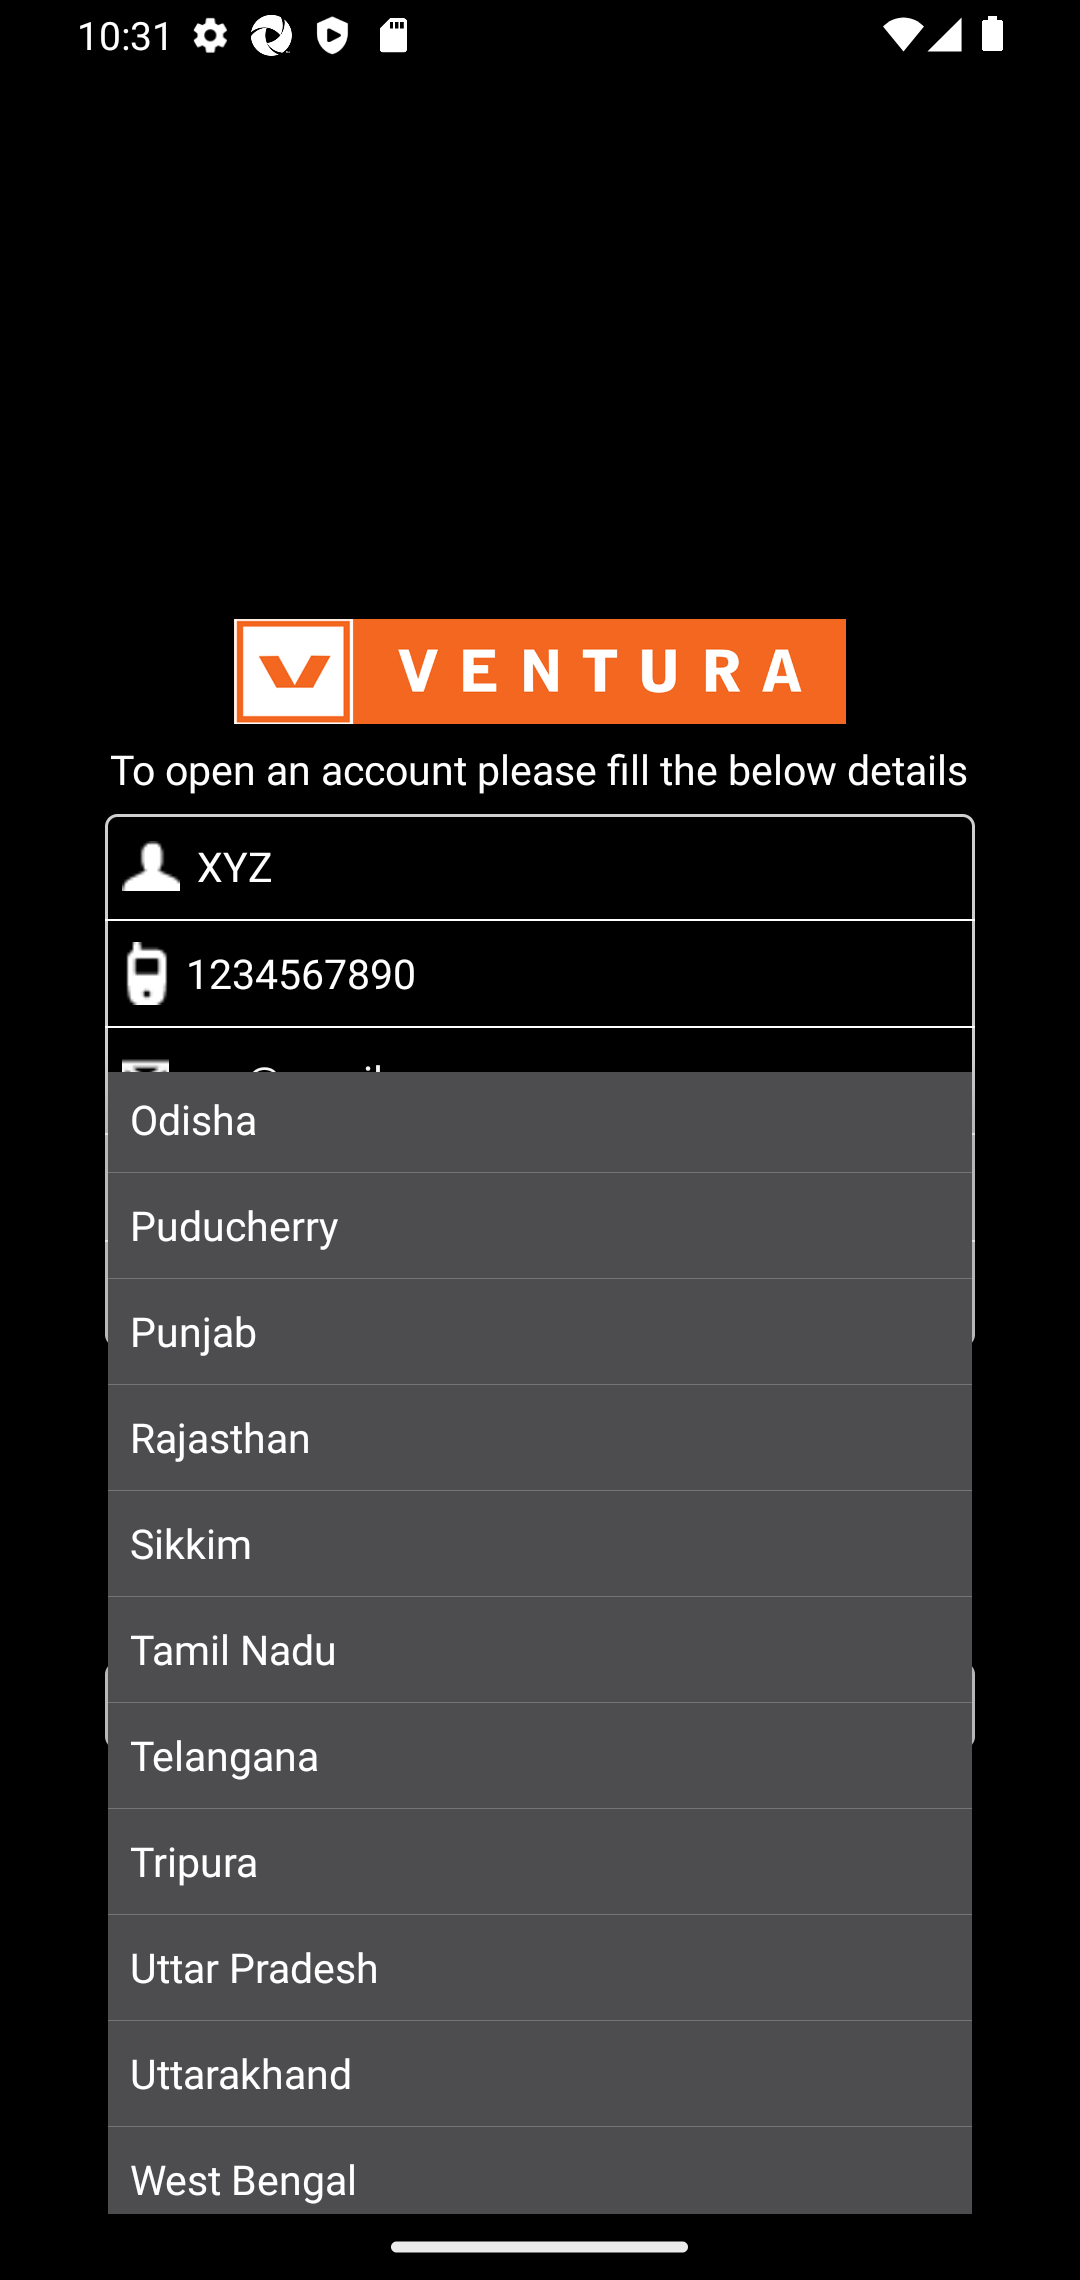 10:31
VENTURA
To open an account please fill the below details
XYZ
1234567890
Odisha
Puducherry
Punjab
Rajasthan
Sikkim
Tamil Nadu
Telangana
Tripura
Uttar Pradesh
Uttarakhand
West Bengal